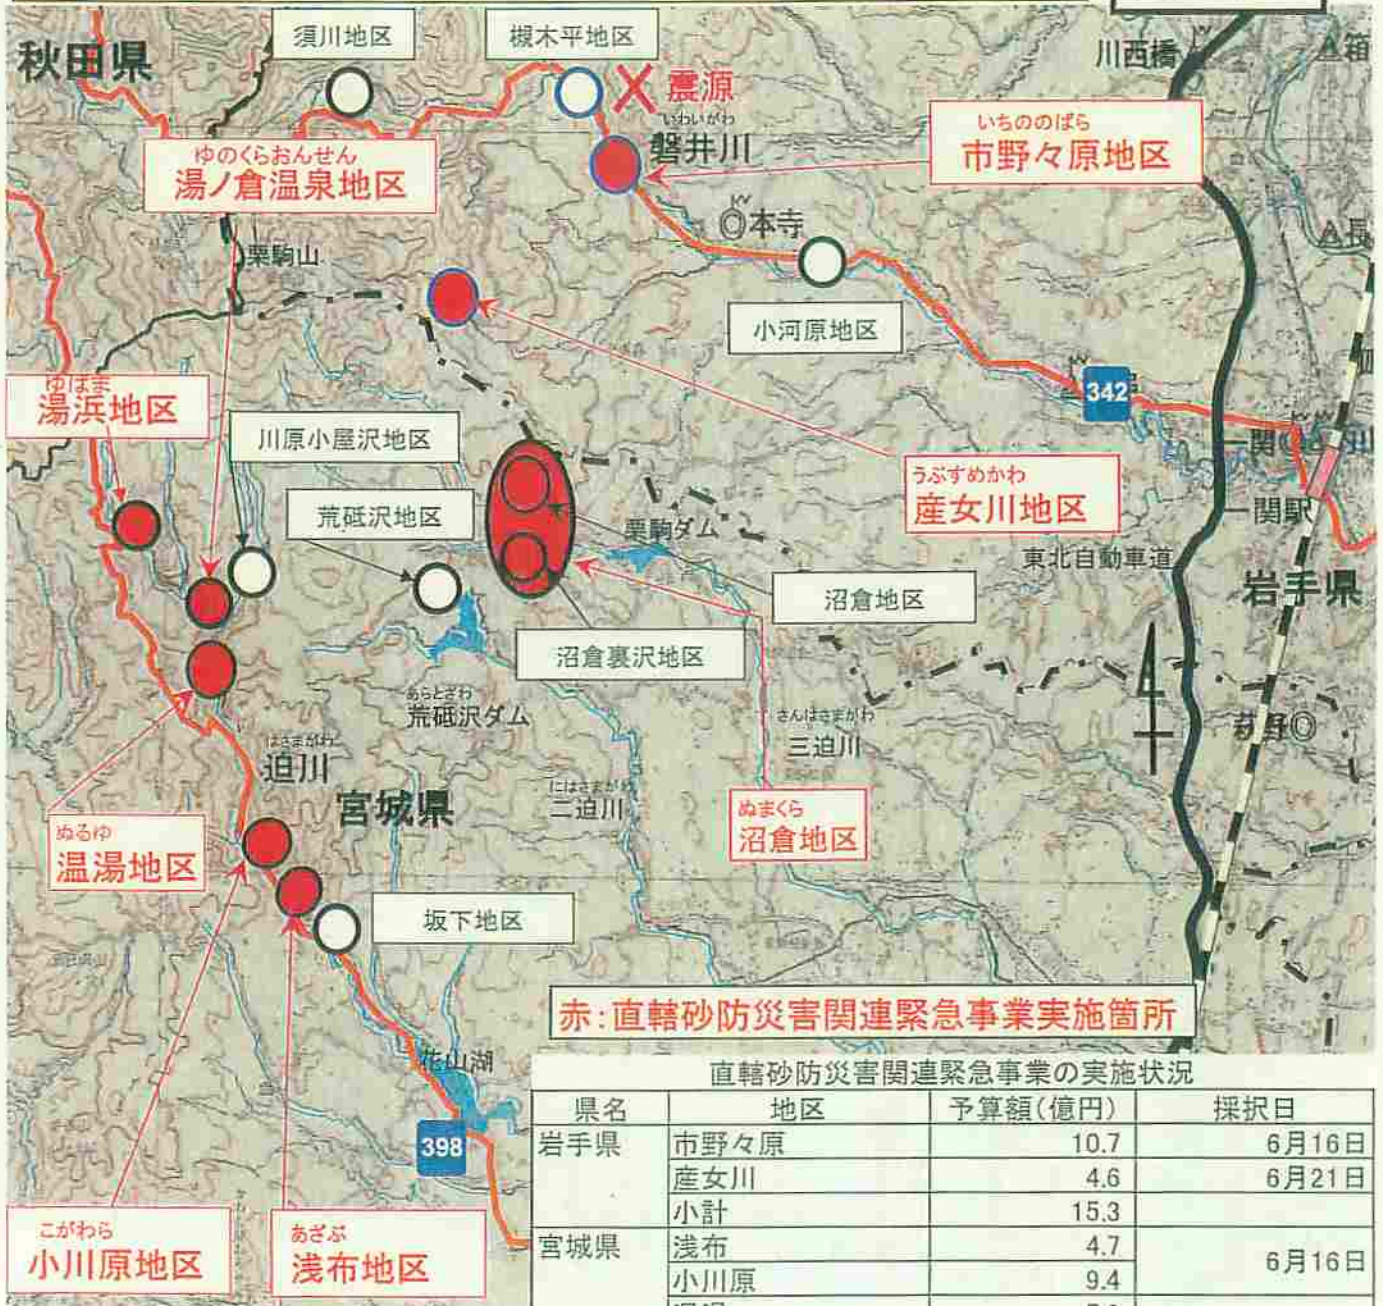 須川地区
槻木平地区
秋田県
川西橋
箱
震源
いわいがわ
磐井川
いちののばら
市野々原地区
ゆのくらおんせん
湯ノ倉温泉地区
本寺
長
栗駒山
小河原地区
ゆばま
湯浜地区
342
川原小屋沢地区
一関
川
うぶすめかわ
産女川地区
荒砥沢地区
栗駒ダム
一関駅
東北自動車道
岩手県
沼倉地区
沼倉裏沢地区
あらとざわ
荒砥沢ダム
さんはさまがわ
三迫川
萩野
はさまがわ
迫川
にはさまがわ
二迫川
宮城県
ぬまくら
沼倉地区
ぬるゆ
温湯地区
坂下地区
赤:直轄砂防災害関連緊急事業実施箇所
花山湖
398
こがわら
小川原地区
あざぶ
浅布地区
直轄砂防災害関連緊急事業の実施状況
県名 地区 予算額(億円) 採択日
岩手県 市野々原 10.7 6月16日
産女川 4.6 6月21日
小計 15.3
宮城県 浅布 4.7 6月16日
小川原 9.4